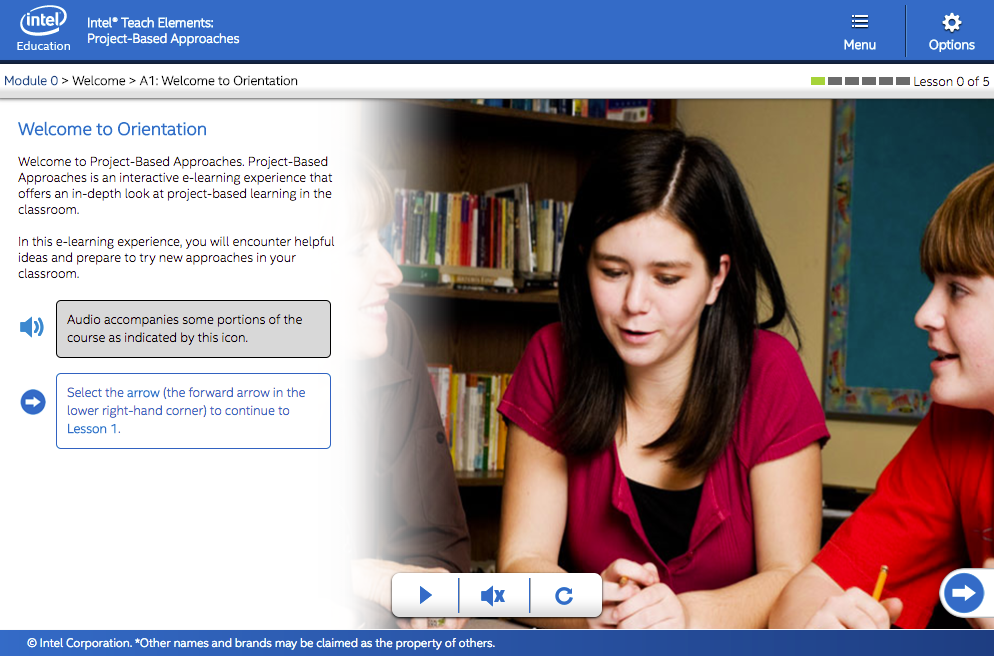 intel
Education
Intel® Teach Elements:
Project-Based Approaches
Menu
Options
Module 0 > Welcome > A1: Welcome to Orientation
Lesson 0 of 5
Welcome to Orientation
Welcome to Project-Based Approaches. Project-Based
Approaches is an interactive e-learning experience that
offers an in-depth look at project-based learning in the
classroom.
In this e-learning experience, you will encounter helpful
ideas and prepare to try new approaches in your
classroom.
Audio accompanies some portions of the
course as indicated by this icon.
Select the arrow (the forward arrow in the
lower right-hand corner) to continue to
Lesson 1.
© Intel Corporation. *Other names and brands may be claimed as the property of others.